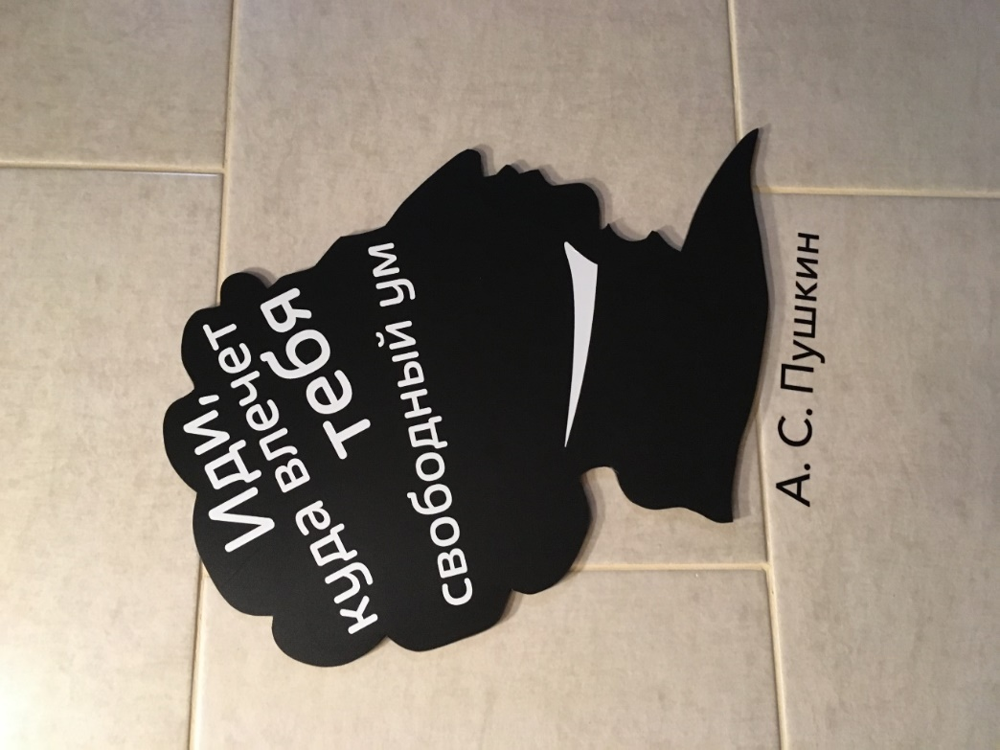 Иди,
куда влечет
тебя
свободный ум
А. С. Пушкин